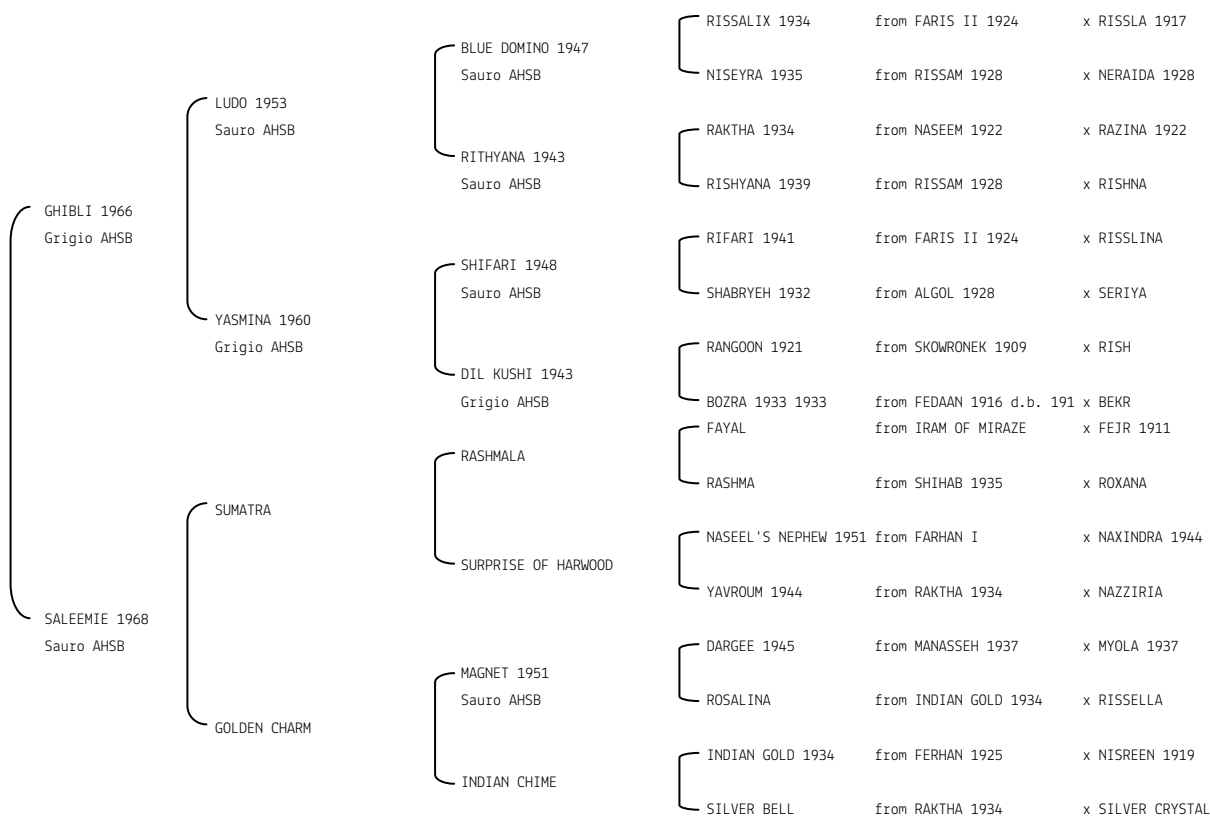 RISSALIX 1934 from FARIS II 1924 x RISSLA 1917
BLUE DOMINO 1947
Sauro AHSB NISEYRA 1935 from RISSAM 1928 x NERAIDA 1928
LUDO 1953
Sauro AHSB RAKTHA 1934 from NASEEM 1922 x RAZINA 1922
RITHYANA 1943
Sauro AHSB RISHYANA 1939 from RISSAM 1928 x RISHNA
GHIBLI 1966
Grigio AHSB RIFARI 1941 from FARIS II 1924 x RISSLINA
SHIFARI 1948
Sauro AHSB SHABRYEH 1932 from ALGOL 1928 x SERIYA
YASMINA 1960
Grigio AHSB RANGOON 1921 from SKOWRONEK 1909 x RISH
DIL KUSHI 1943
Grigio AHSB BOZRA 1933 1933 from FEDAAN 1916 d.b. 191 x BEKR
FAYAL from IRAM OF MIRAZE x FEJR 1911
RASHMALA
RASHMA from SHIHAB 1935 x ROXANA
SUMATRA
NASEEL'S NEPHEW 1951 from FARHAN I x NAXINDRA 1944
SURPRISE OF HARWOOD
YAVROUM 1944 from RAKTHA 1934 x NAZZIRIA
SALEEMIE 1968
Sauro AHSB DARGEE 1945 from MANASSEH 1937 x MYOLA 1937
MAGNET 1951
Sauro AHSB ROSALINA from INDIAN GOLD 1934 x RISSELLA
GOLDEN CHARM
INDIAN GOLD 1934 from FERHAN 1925 x NISREEN 1919
INDIAN CHIME
SILVER BELL from RAKTHA 1934 x SILVER CRYSTAL